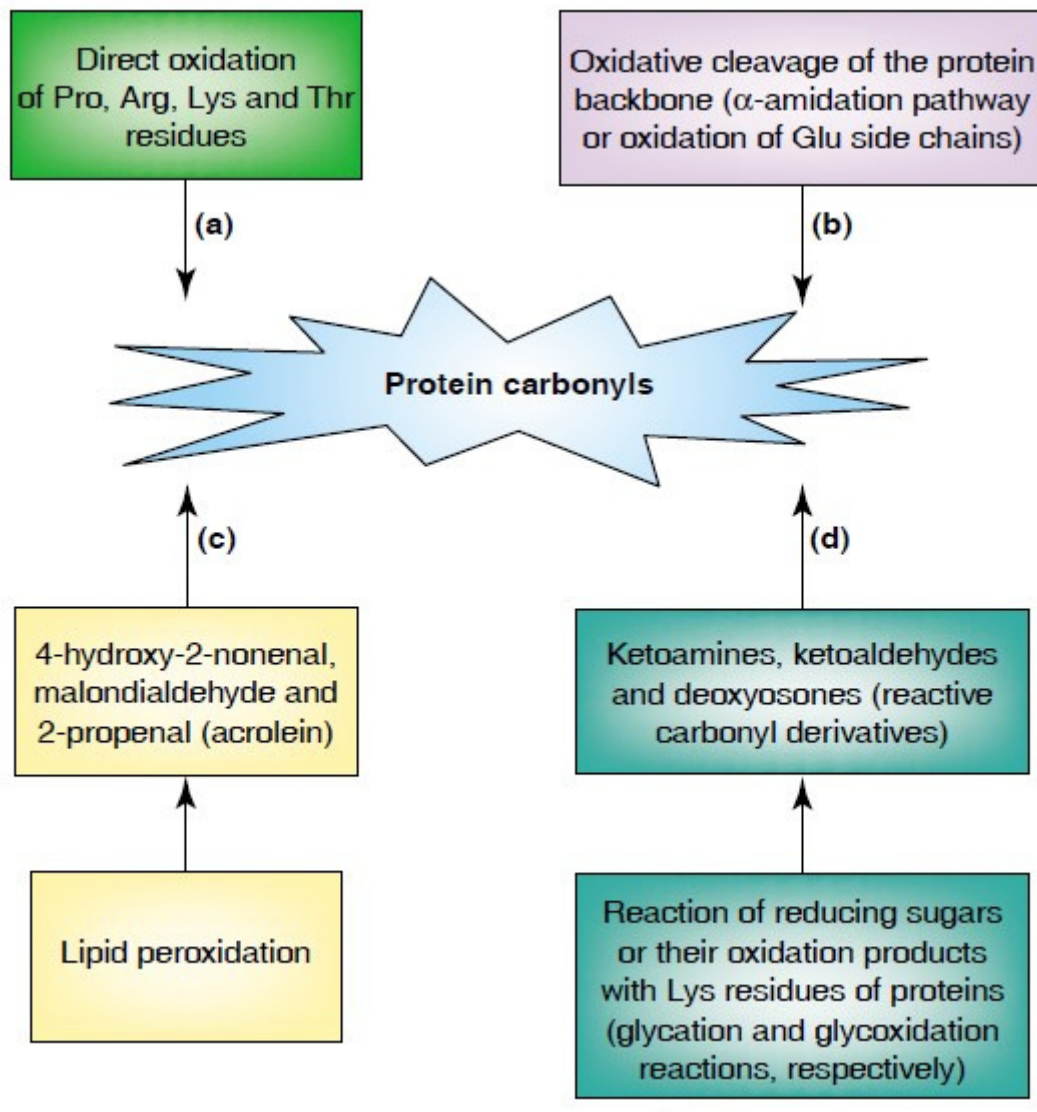 Direct oxidation
of Pro, Arg, Lys and Thr
residues
Oxidative cleavage of the protein
backbone (α-amidation pathway
or oxidation of Glu side chains)
(a)
(b)
Protein carbonyls
(c)
(d)
4-hydroxy-2-nonenal,
malondialdehyde and
2-propenal (acrolein)
Ketoamines, ketoaldehydes
and deoxyosones (reactive
carbonyl derivatives)
Lipid peroxidation
Reaction of reducing sugars
or their oxidation products
with Lys residues of proteins
(glycation and glycoxidation
reactions, respectively)